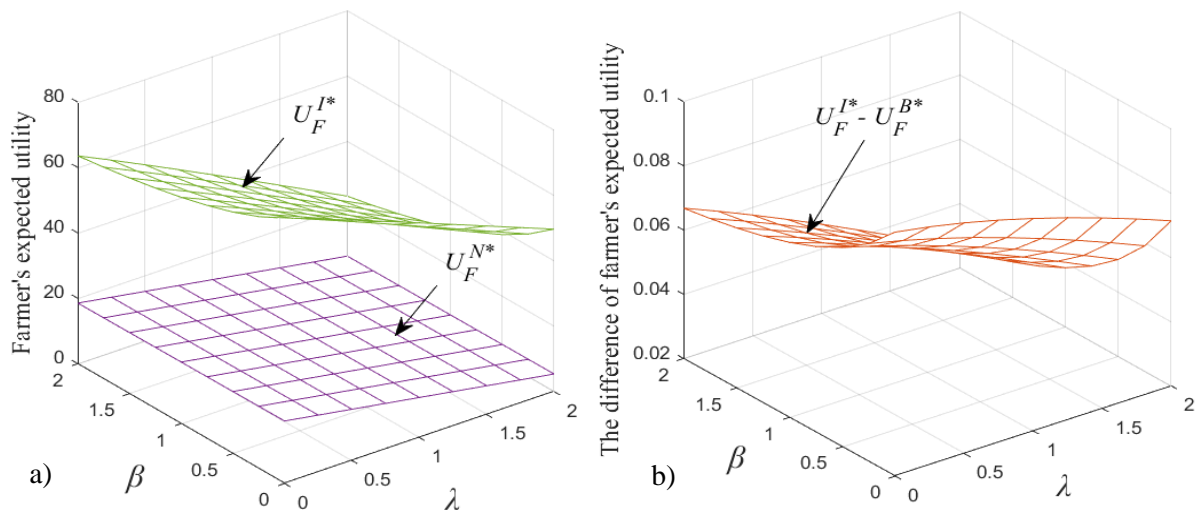 Farmer's expected utility
80
60
40
20
0
2
1.5
1
0.5
0
β
0
0.5
1
1.5
2
λ
U_F^{I*}
U_F^{N*}
a)
The difference of farmer's expected utility
0.1
0.08
0.06
0.04
0.02
2
1.5
1
0.5
0
β
0
0.5
1
1.5
2
λ
U_F^{I*} - U_F^{B*}
b)